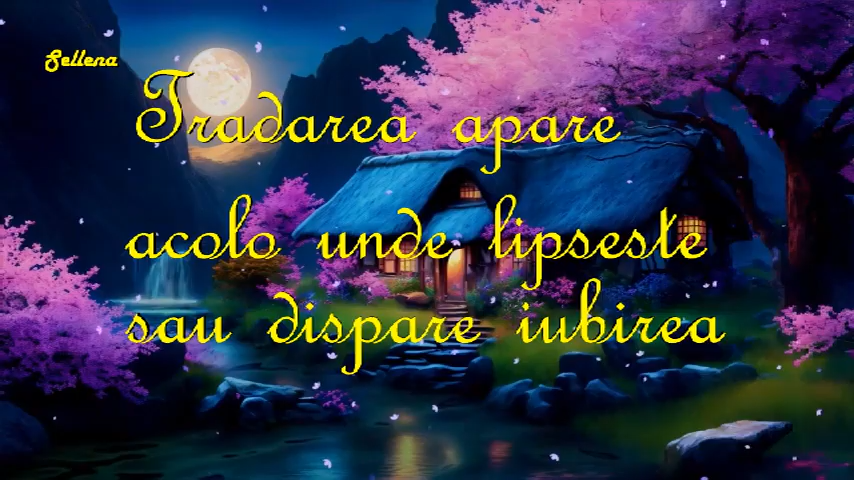 Sellena
Tradarea apare
acolo unde lipseste
sau dispare iubirea